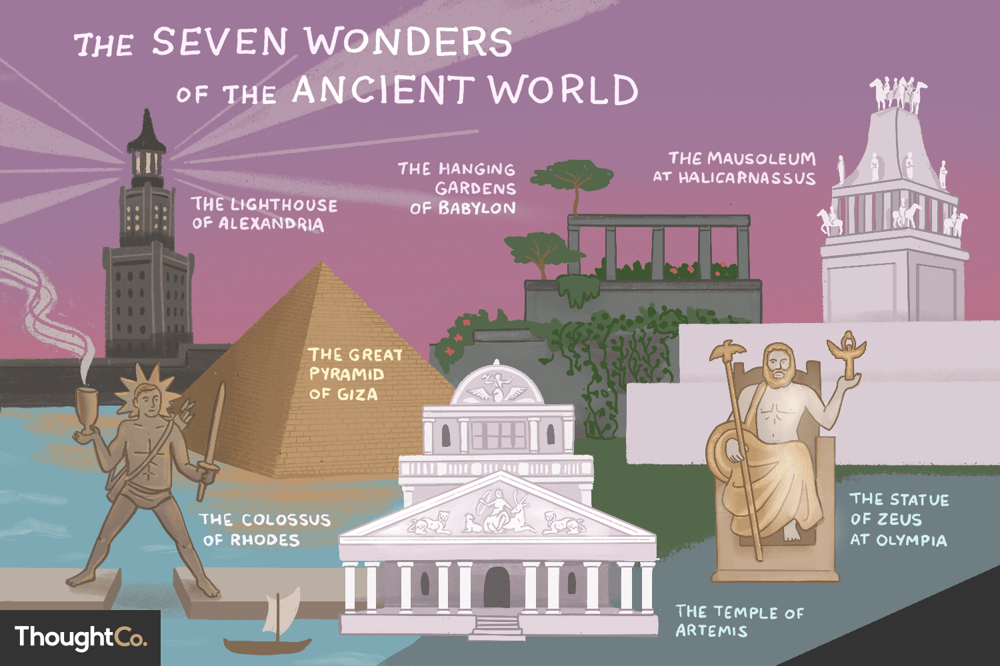 THE SEVEN WONDERS
OF THE ANCIENT WORLD
THE MAUSOLEUM
AT HALICARNASSUS
THE HANGING
GARDENS
OF BABYLON
THE LIGHTHOUSE
OF ALEXANDRIA
THE GREAT
PYRAMID
OF GIZA
THE COLOSSUS
OF RHODES
THE STATUE
OF ZEUS
AT OLYMPIA
THE TEMPLE OF
ARTEMIS
ThoughtCo.